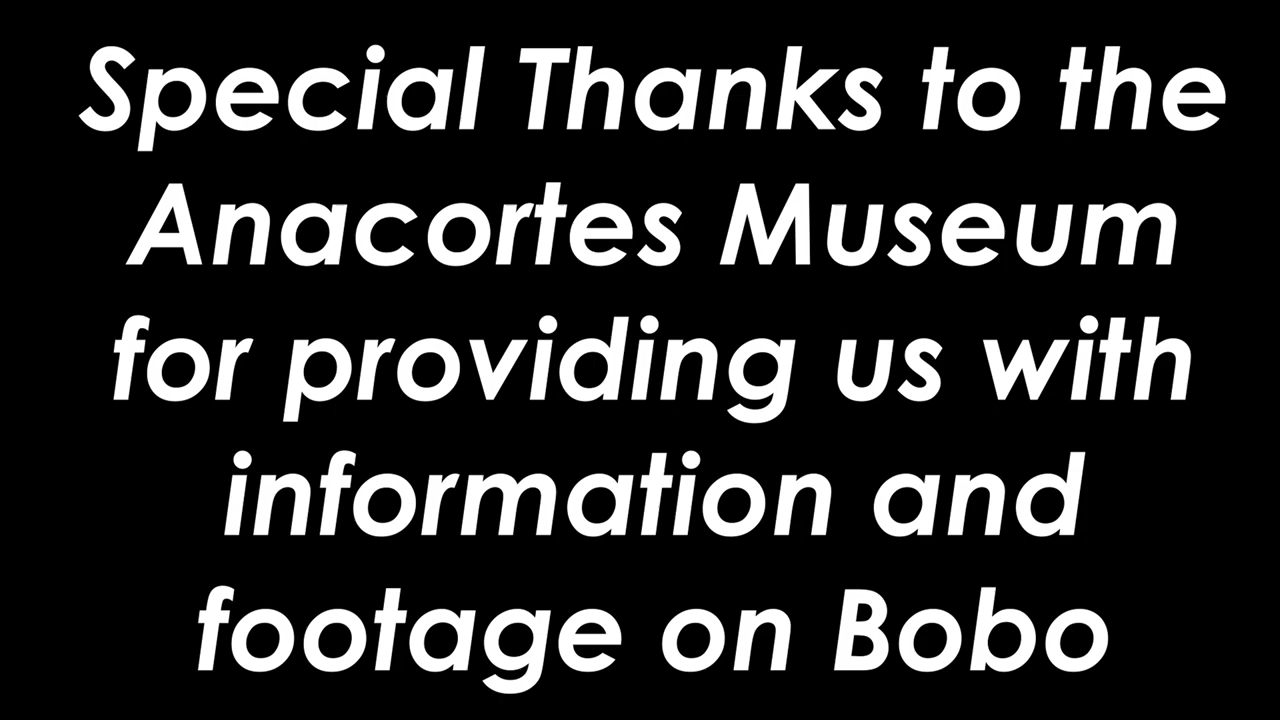 Special Thanks to the
Anacortes Museum
for providing us with
information and
footage on Bobo